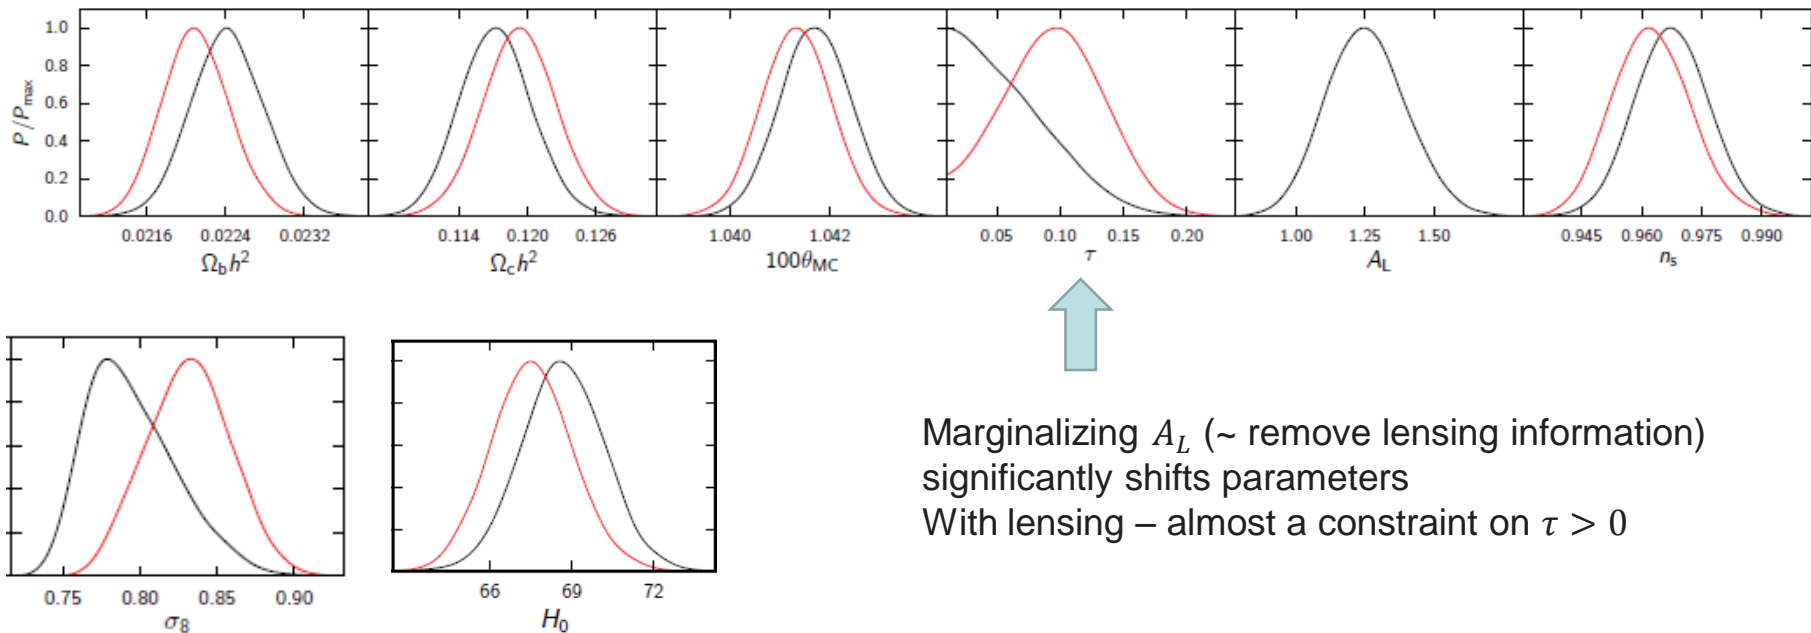 1.0
0.8
0.6
0.4
0.2
0.0
P/Pmax
0.0216 0.0224 0.0232
Ω_b h²
0.114 0.120 0.126
Ω_c h²
1.040 1.042
100θ_MC
0.05 0.10 0.15 0.20
τ
1.00 1.25 1.50
A_L
0.945 0.960 0.975 0.990
n_s
0.75 0.80 0.85 0.90
σ_8
66 69 72
H_0
Marginalizing A_L (~ remove lensing information)
significantly shifts parameters
With lensing – almost a constraint on τ > 0